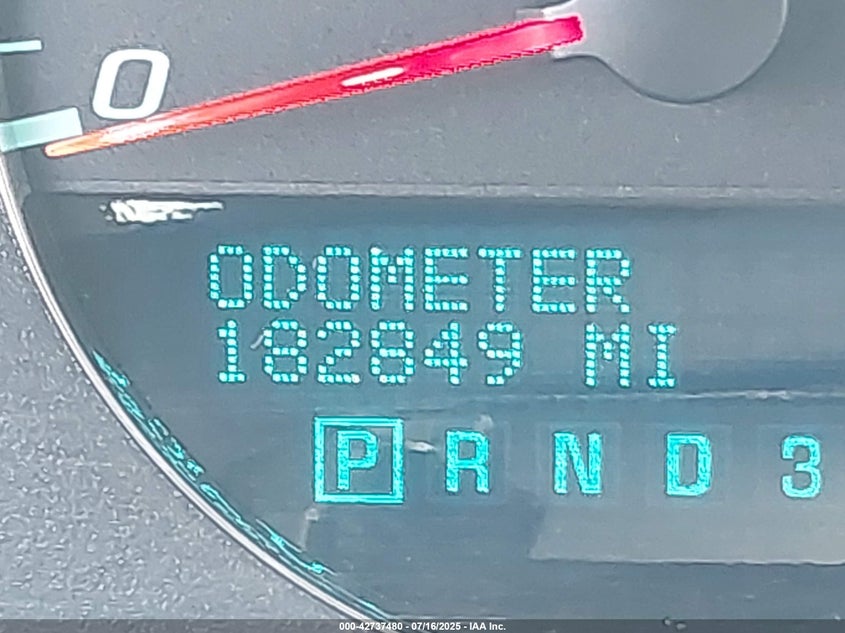 0
ODOMETER
182849 MI
P R N D 3
000-42737480 - 07/16/2025 - IAA Inc.